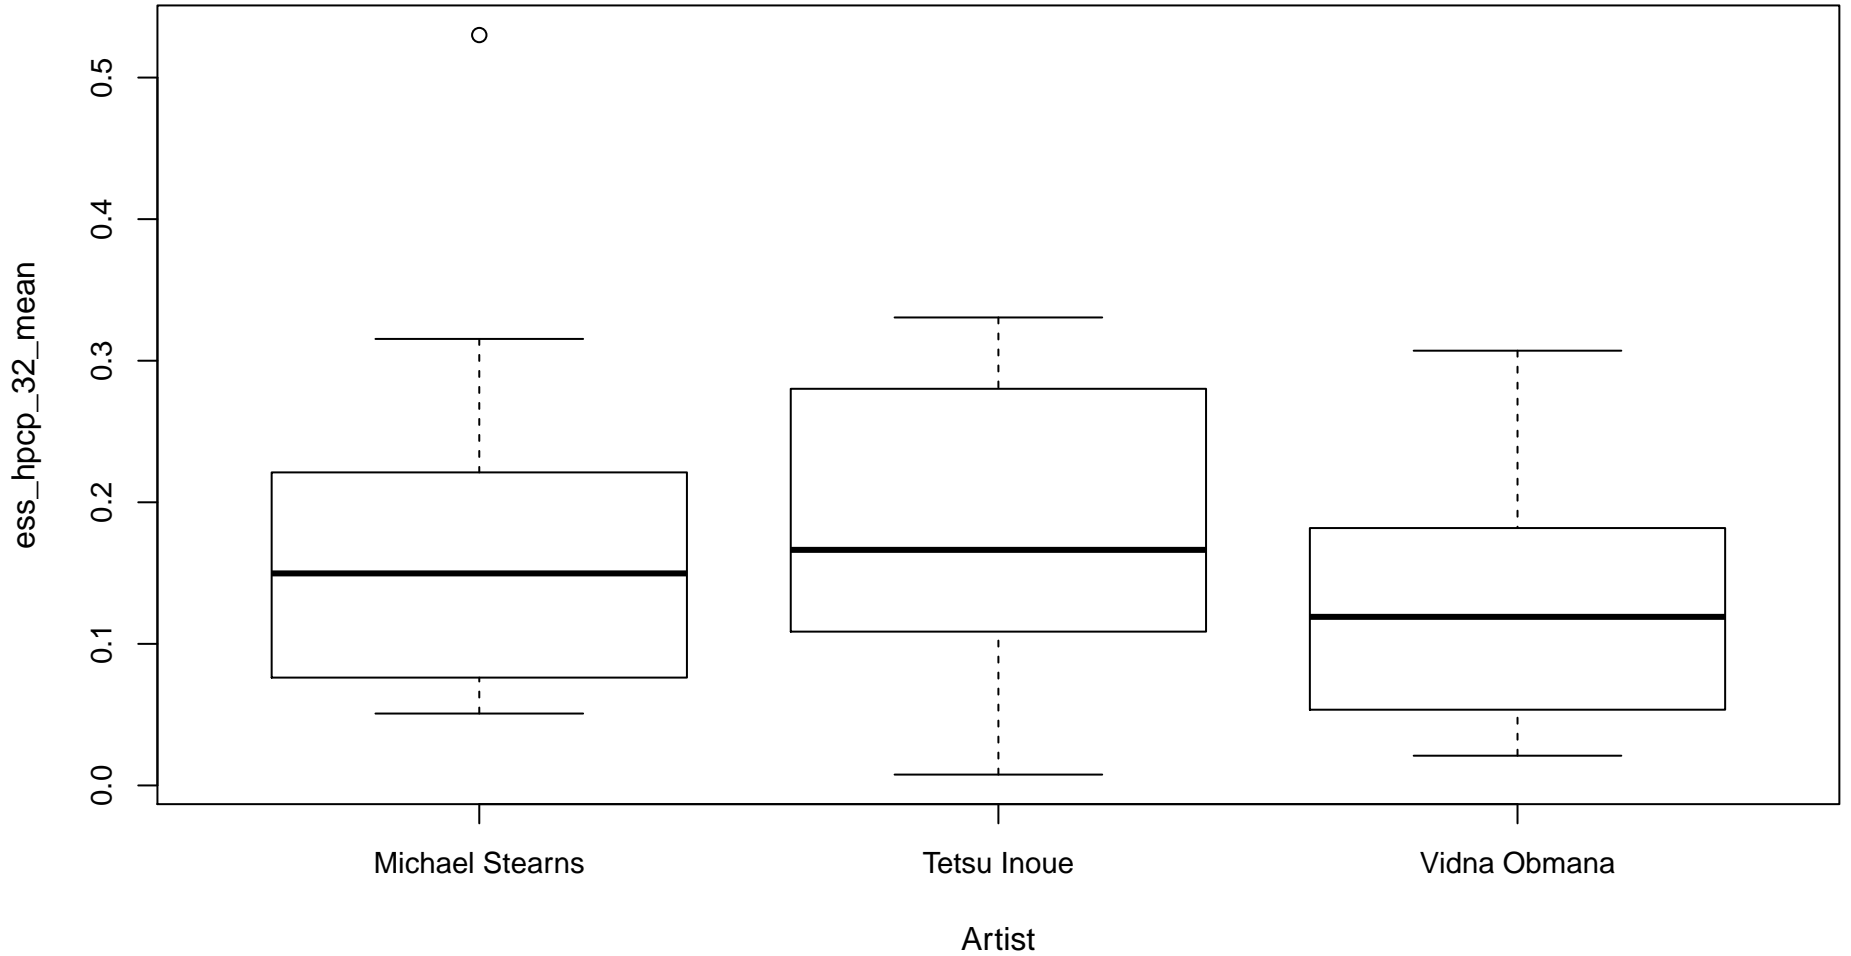 ess_hpcp_32_mean
0.5
0.4
0.3
0.2
0.1
0.0
Michael Stearns
Tetsu Inoue
Vidna Obmana
Artist